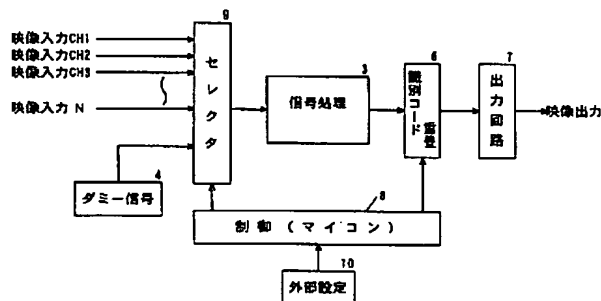 9
映像入力CH1
映像入力CH2
映像入力CH3
映像入力 N
セレクタ
3
信号処理
6
識別コード重畳
7
出力回路
映像出力
4
ダミー信号
8
制御(マイコン)
10
外部設定